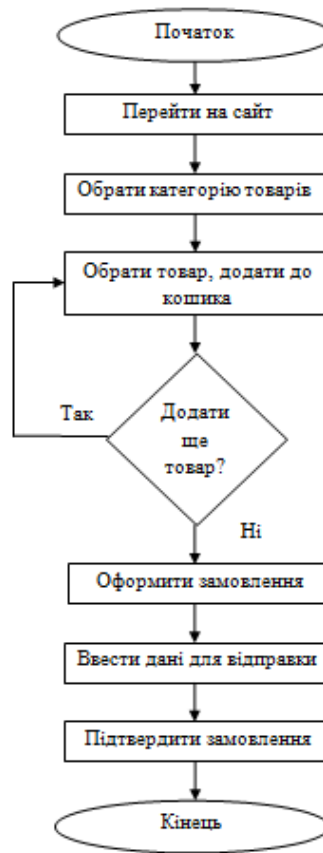 Початок
Перейти на сайт
Обрати категорію товарів
Обрати товар, додати до
кошика
Так
Додати
ще
товар?
Ні
Оформити замовлення
Ввести дані для відправки
Підтвердити замовлення
Кінець